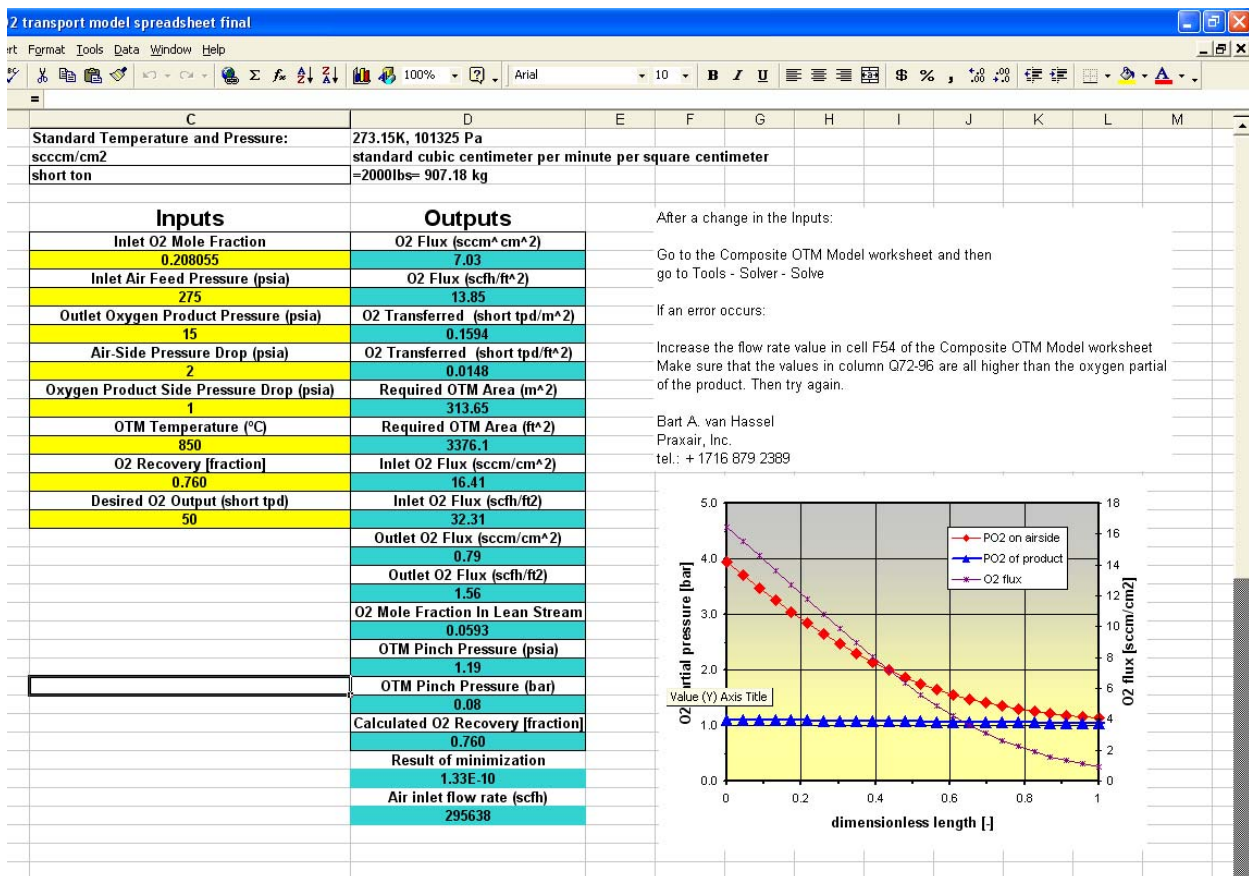 2 transport model spreadsheet final
Format Tools Data Window Help
100%
Arial
10
B I U
$ % ,
=
C D E F G H I J K L M
Standard Temperature and Pressure: 273.15K, 101325 Pa
scccm/cm2 standard cubic centimeter per minute per square centimeter
short ton =2000lbs= 907.18 kg
Inputs
Inlet O2 Mole Fraction
0.208055
Inlet Air Feed Pressure (psia)
275
Outlet Oxygen Product Pressure (psia)
15
Air-Side Pressure Drop (psia)
2
Oxygen Product Side Pressure Drop (psia)
1
OTM Temperature (ºC)
850
O2 Recovery [fraction]
0.760
Desired O2 Output (short tpd)
50
Outputs
O2 Flux (sccm^cm^2)
7.03
O2 Flux (scfh/ft^2)
13.85
O2 Transferred (short tpd/m^2)
0.1594
O2 Transferred (short tpd/ft^2)
0.0148
Required OTM Area (m^2)
313.65
Required OTM Area (ft^2)
3376.1
Inlet O2 Flux (sccm/cm^2)
16.41
Inlet O2 Flux (scfh/ft2)
32.31
Outlet O2 Flux (sccm/cm^2)
0.79
Outlet O2 Flux (scfh/ft2)
1.56
O2 Mole Fraction In Lean Stream
0.0593
OTM Pinch Pressure (psia)
1.19
OTM Pinch Pressure (bar)
0.08
Calculated O2 Recovery [fraction]
0.760
Result of minimization
1.33E-10
Air inlet flow rate (scfh)
295638
After a change in the Inputs:
Go to the Composite OTM Model worksheet and then
go to Tools - Solver - Solve
If an error occurs:
Increase the flow rate value in cell F54 of the Composite OTM Model worksheet
Make sure that the values in column Q72-96 are all higher than the oxygen partial
of the product. Then try again.
Bart A. van Hassel
Praxair, Inc.
tel.: + 1716 879 2389
5.0
4.0
3.0
2.0
1.0
0.0
18
16
14
12
10
8
6
4
2
0
PO2 on airside
PO2 of product
O2 flux
rtial pressure [bar]
O2
Value (Y) Axis Title
O2 flux [sccm/cm2]
0 0.2 0.4 0.6 0.8 1
dimensionless length [-]